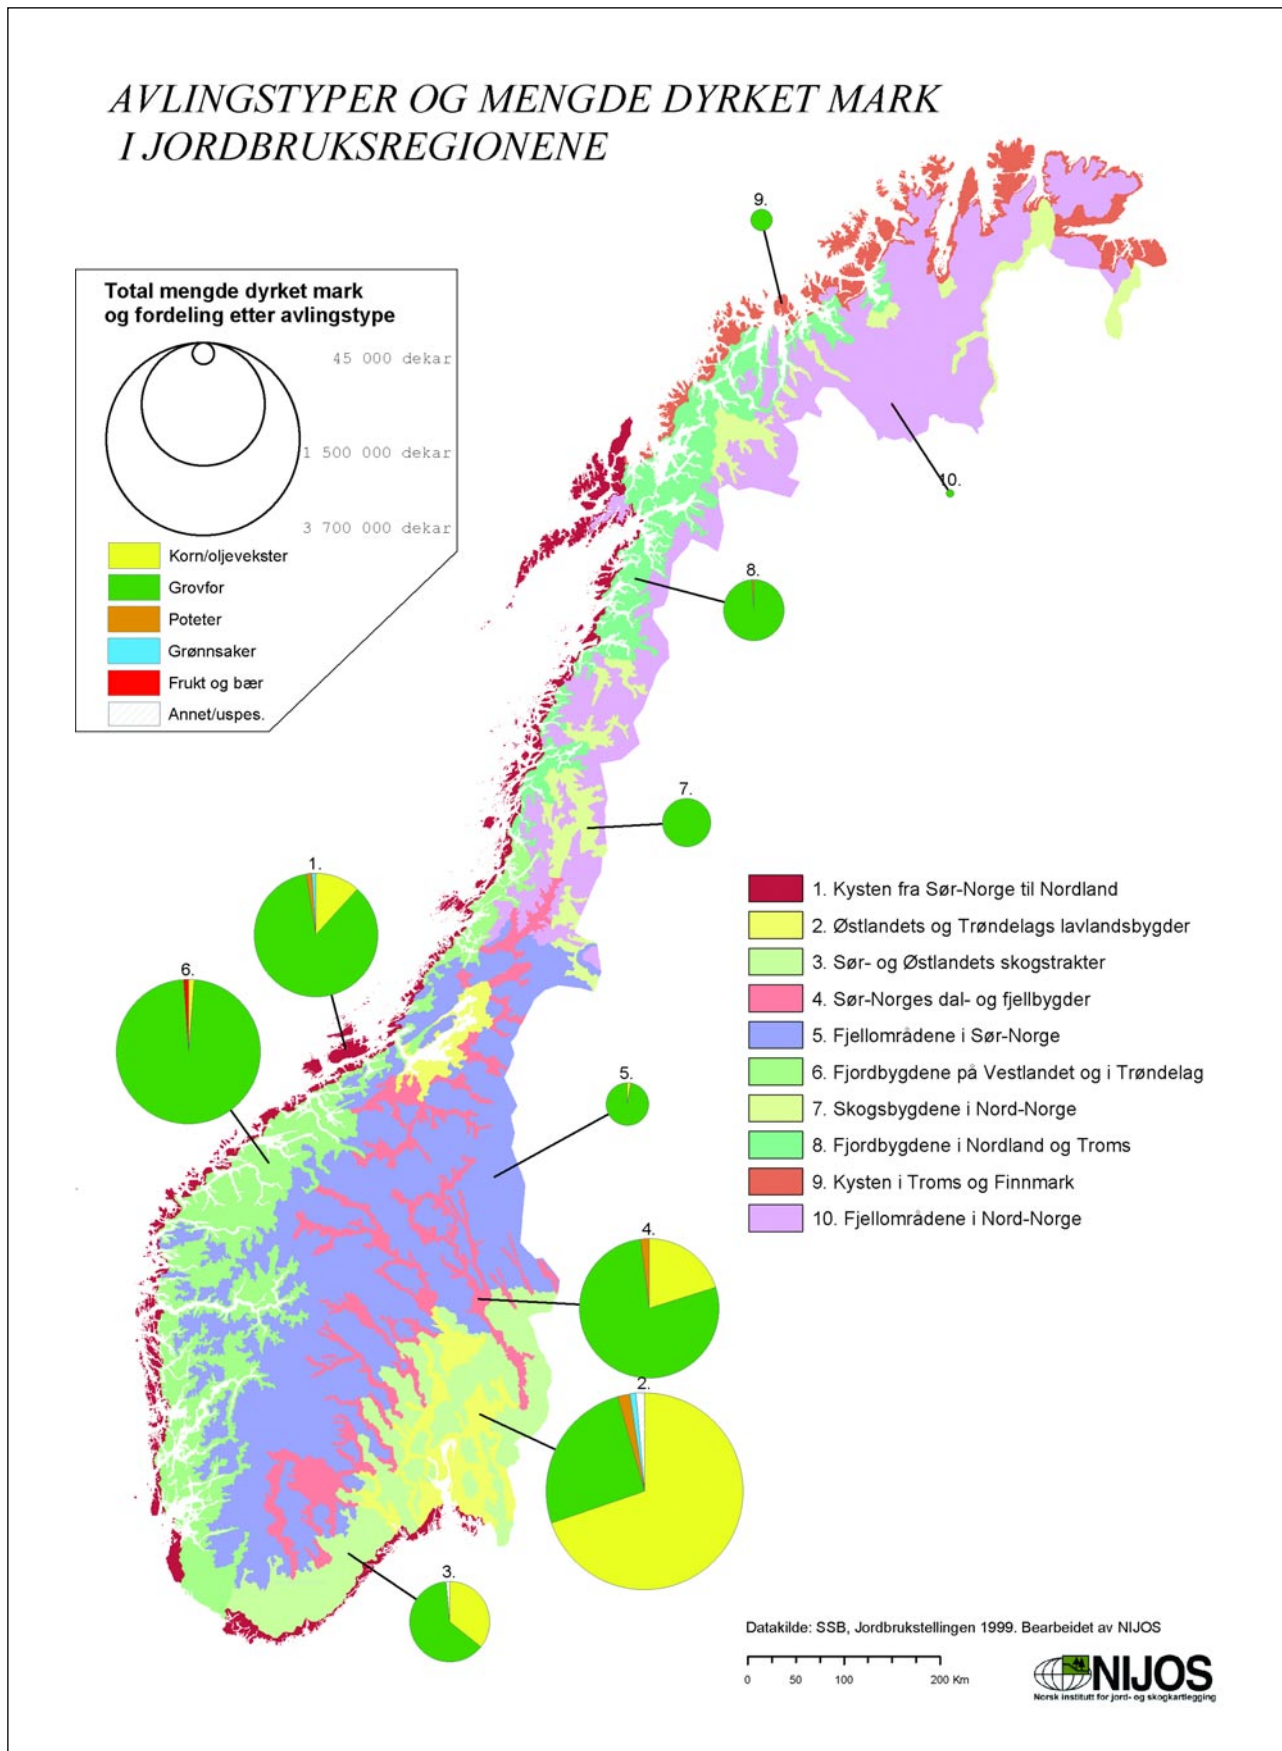 AVLINGSTYPER OG MENGDE DYRKET MARK
I JORDBRUKSREGIONENE
9.
Total mengde dyrket mark
og fordeling etter avlingstype
45 000 dekar
1 500 000 dekar
3 700 000 dekar
Korn/oljevekster
Grovfor
Poteter
Grønnsaker
Frukt og bær
Annet/uspes.
10.
8.
7.
1.
6.
5.
4.
2.
3.
1. Kysten fra Sør-Norge til Nordland
2. Østlandets og Trøndelags lavlandsbygder
3. Sør- og Østlandets skogstrakter
4. Sør-Norges dal- og fjellbygder
5. Fjellområdene i Sør-Norge
6. Fjordbygdene på Vestlandet og i Trøndelag
7. Skogsbygdene i Nord-Norge
8. Fjordbygdene i Nordland og Troms
9. Kysten i Troms og Finnmark
10. Fjellområdene i Nord-Norge
Datakilde: SSB, Jordbrukstellingen 1999. Bearbeidet av NIJOS
0 50 100 200 Km
NIJOS
Norsk institutt for jord- og skogkartlegging